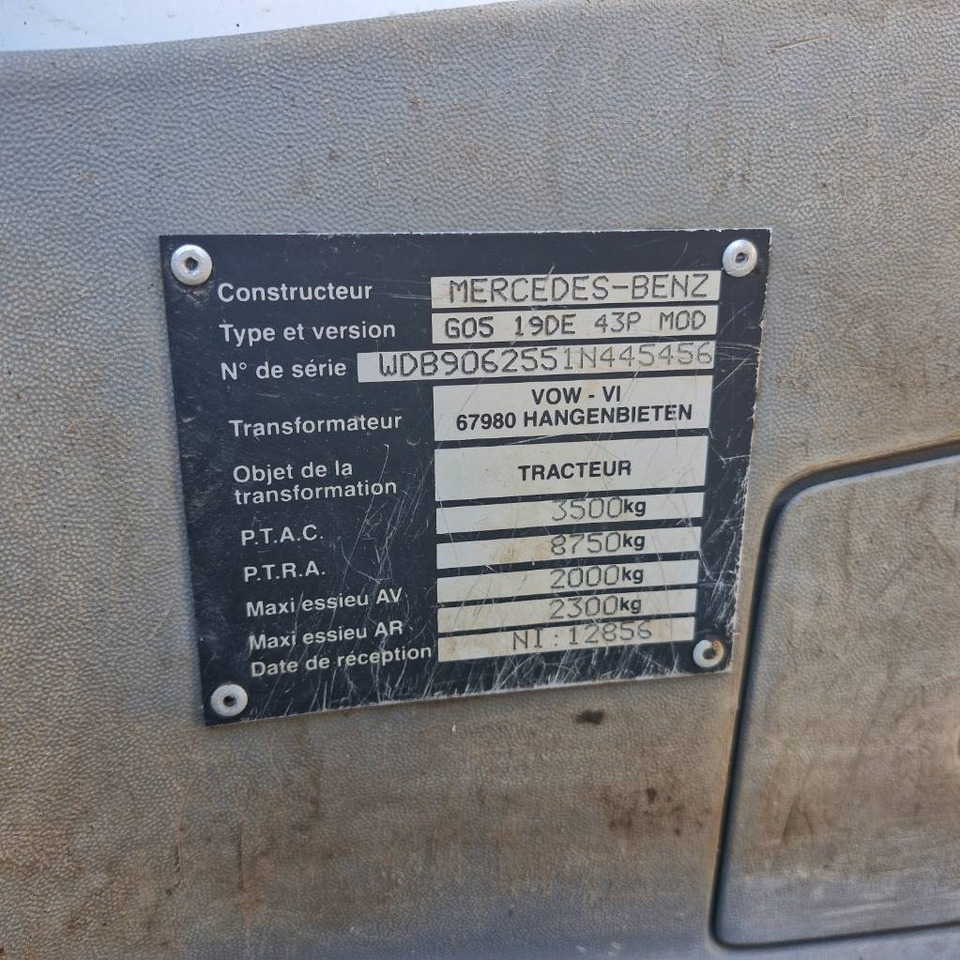 Constructeur MERCEDES-BENZ
Type et version G05 19DE 43P MOD
N° de série WDB9062551N445456
Transformateur VOW - VI
67980 HANGENBIETEN
Objet de la
transformation TRACTEUR
P.T.A.C. 3500kg
P.T.R.A. 8750kg
Maxi essieu AV 2000kg
Maxi essieu AR 2300kg
Date de réception NI:12856